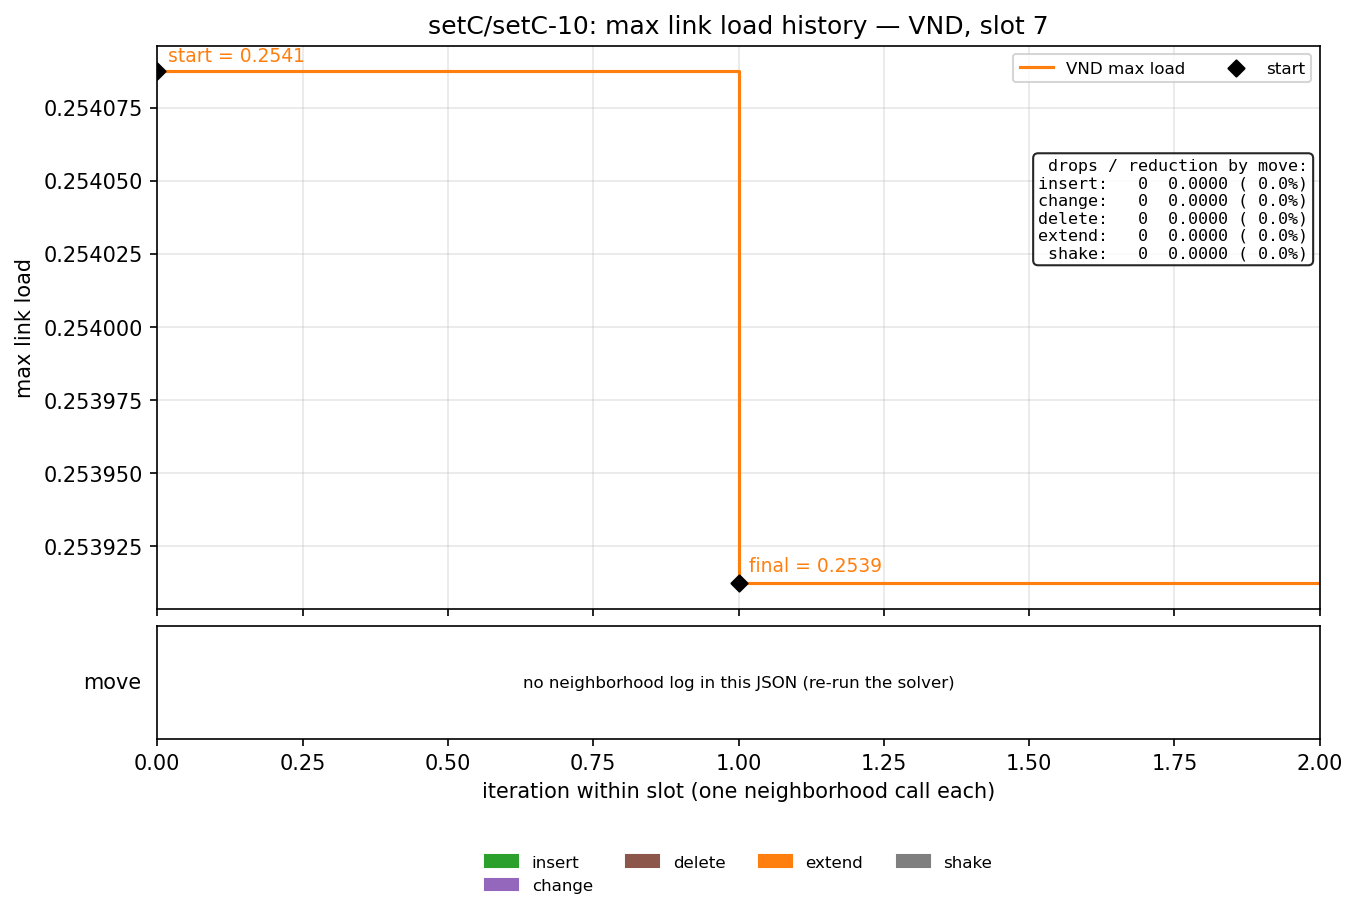 setC/setC-10: max link load history — VND, slot 7
start = 0.2541
VND max load
start
0.254075
0.254050
0.254025
0.254000
0.253975
0.253950
0.253925
max link load
drops / reduction by move:
insert:   0  0.0000 ( 0.0%)
change:   0  0.0000 ( 0.0%)
delete:   0  0.0000 ( 0.0%)
extend:   0  0.0000 ( 0.0%)
shake:   0  0.0000 ( 0.0%)
final = 0.2539
move
no neighborhood log in this JSON (re-run the solver)
0.00 0.25 0.50 0.75 1.00 1.25 1.50 1.75 2.00
iteration within slot (one neighborhood call each)
insert delete extend shake
change